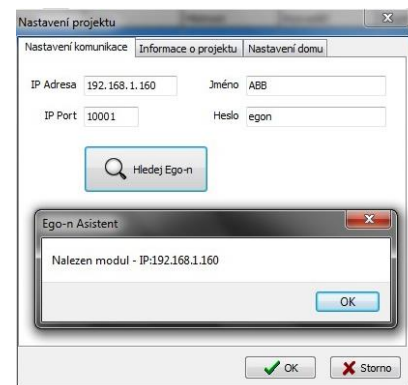 Nastavení projektu
Nastavení komunikace Informace o projektu Nastavení domu
IP Adresa 192.168.1.160 Jméno ABB
IP Port 10001 Heslo egon
Hledej Ego-n
Ego-n Asistent
Nalezen modul - IP:192.168.1.160
OK
OK Storno